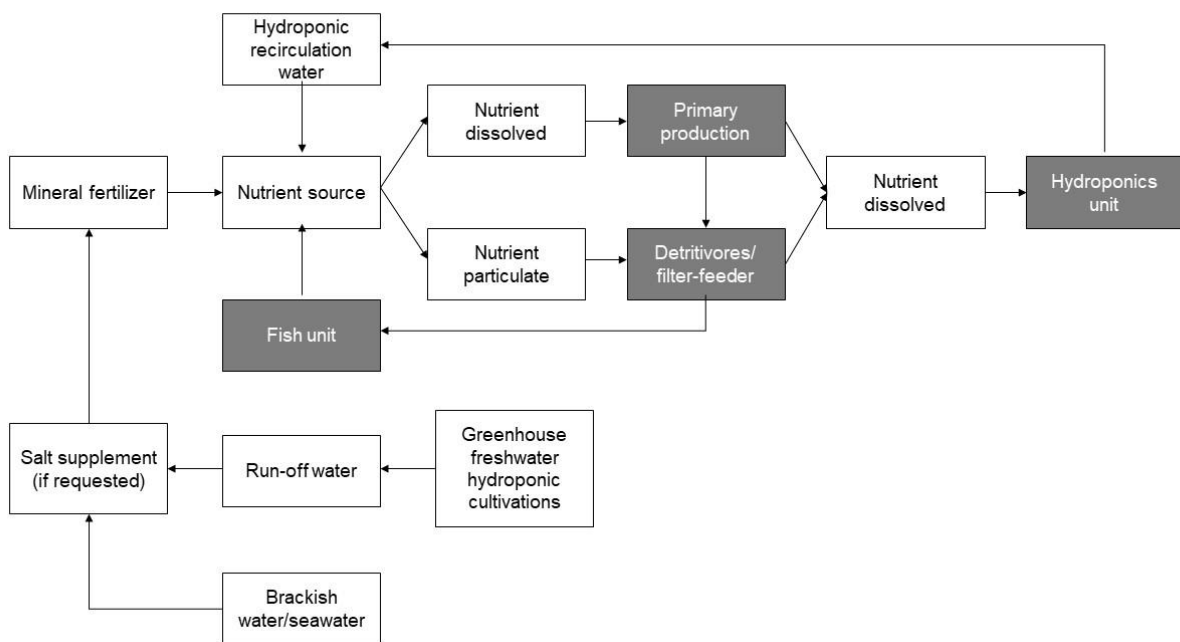 Hydroponic
recirculation
water
Nutrient
dissolved
Primary
production
Mineral fertilizer
Nutrient source
Nutrient
dissolved
Hydroponics
unit
Nutrient
particulate
Detritivores/
filter-feeder
Fish unit
Salt supplement
(if requested)
Run-off water
Greenhouse
freshwater
hydroponic
cultivations
Brackish
water/seawater